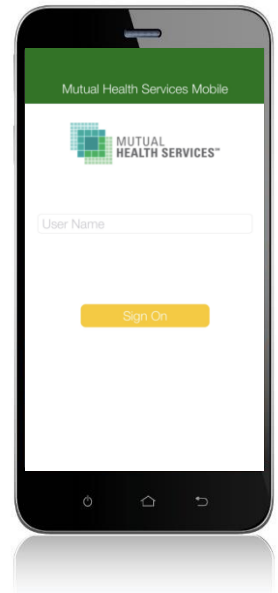 Mutual Health Services Mobile
MUTUAL
HEALTH SERVICES™
User Name
Sign On